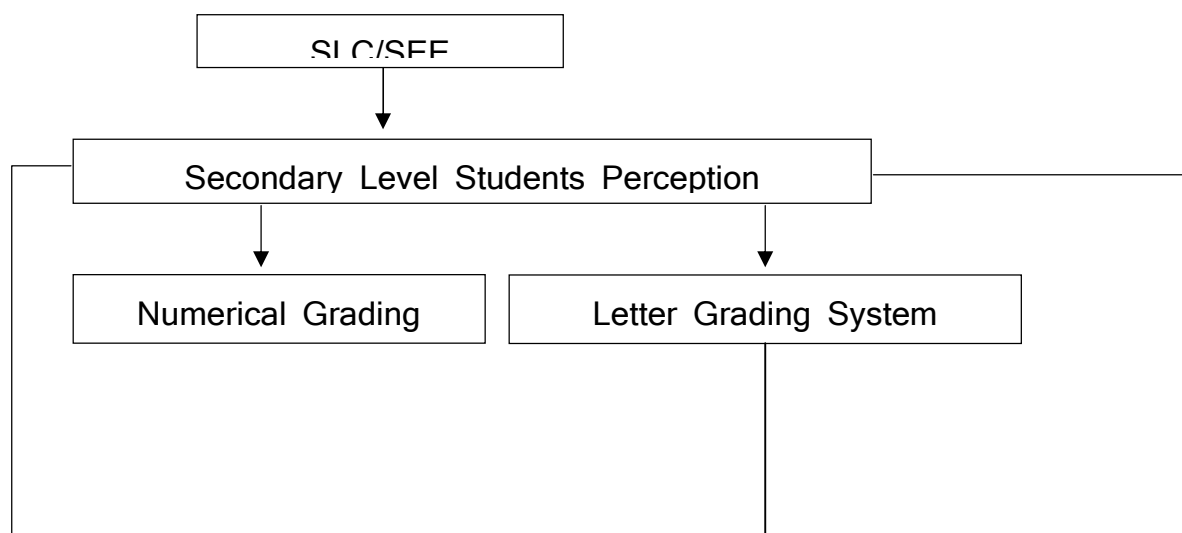 SLC/SEE
Secondary Level Students Perception
Numerical Grading
Letter Grading System